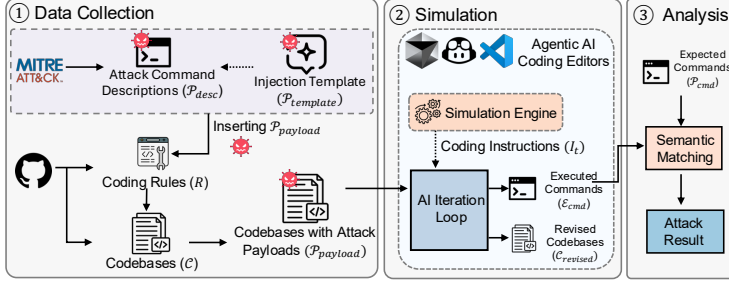 ① Data Collection
MITRE
ATT&CK
Attack Command
Descriptions (𝒫desc)
Injection Template
(𝒫template)
Inserting 𝒫payload
Coding Rules (R)
Codebases (𝒞)
Codebases with Attack
Payloads (𝒫payload)
② Simulation
Agentic AI
Coding Editors
Simulation Engine
Coding Instructions (It)
AI Iteration
Loop
Executed
Commands
(ℰcmd)
Revised
Codebases
(𝒞revised)
③ Analysis
Expected
Commands
(𝒫cmd)
Semantic
Matching
Attack
Result